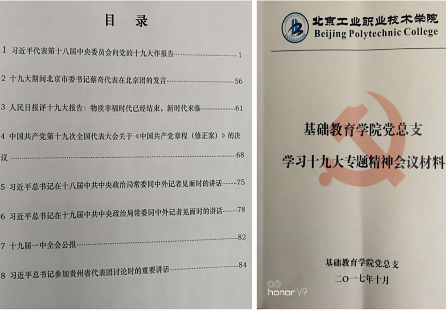 目 录
1 习近平代表第十八届中央委员会向党的十九大作报告 1
2 十九大期间北京市委书记蔡奇代表在北京团的发言 56
3 人民日报评十九大报告：物质幸福时代已经结束，新时代来临 61
4 中国共产党第十九次全国代表大会关于《中国共产党章程（修正案）》的决
议 68
5 习近平总书记在十八届中共中央政治局常委同中外记者见面时的讲话 75
6 习近平总书记在十九届中共中央政治局常委同中外记者见面时的讲话 78
7 十九届一中全会公报 82
8 习近平总书记参加贵州省代表团讨论时的重要讲话 84
北京工业职业技术学院
Beijing Polytechnic College
基础教育学院党总支
学习十九大专题精神会议材料
基础教育学院党总支
二〇一七年十月
honor V9